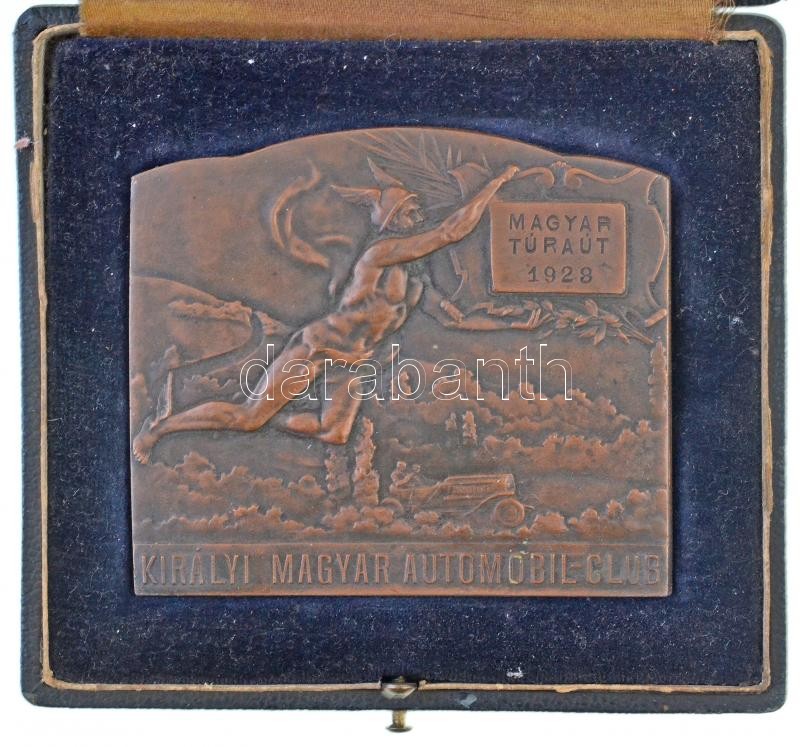 MAGYAR
TÚRAÚT
1928
darabanth
KIRÁLYI MAGYAR AUTOMOBIL-CLUB